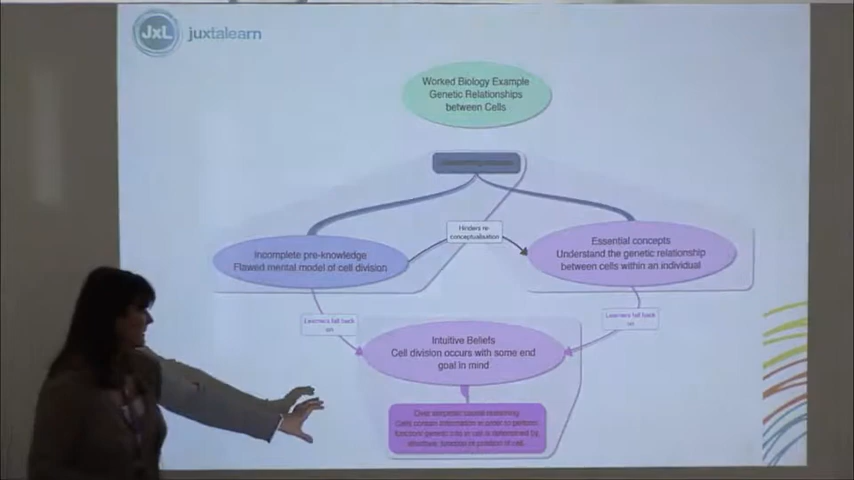 JxL juxtalearn
Worked Biology Example
Genetic Relationships
between Cells
Hinders re
conceptualisation
Incomplete pre-knowledge
Flawed mental model of cell division
Essential concepts
Understand the genetic relationship
between cells within an individual
Learners fall back
on
Learners fall back
on
Intuitive Beliefs
Cell division occurs with some end
goal in mind
Over simplistic causal reasoning
Cells contain information in order to perform
function/ genetic info in cell is determined by
structure, function or position of cell.